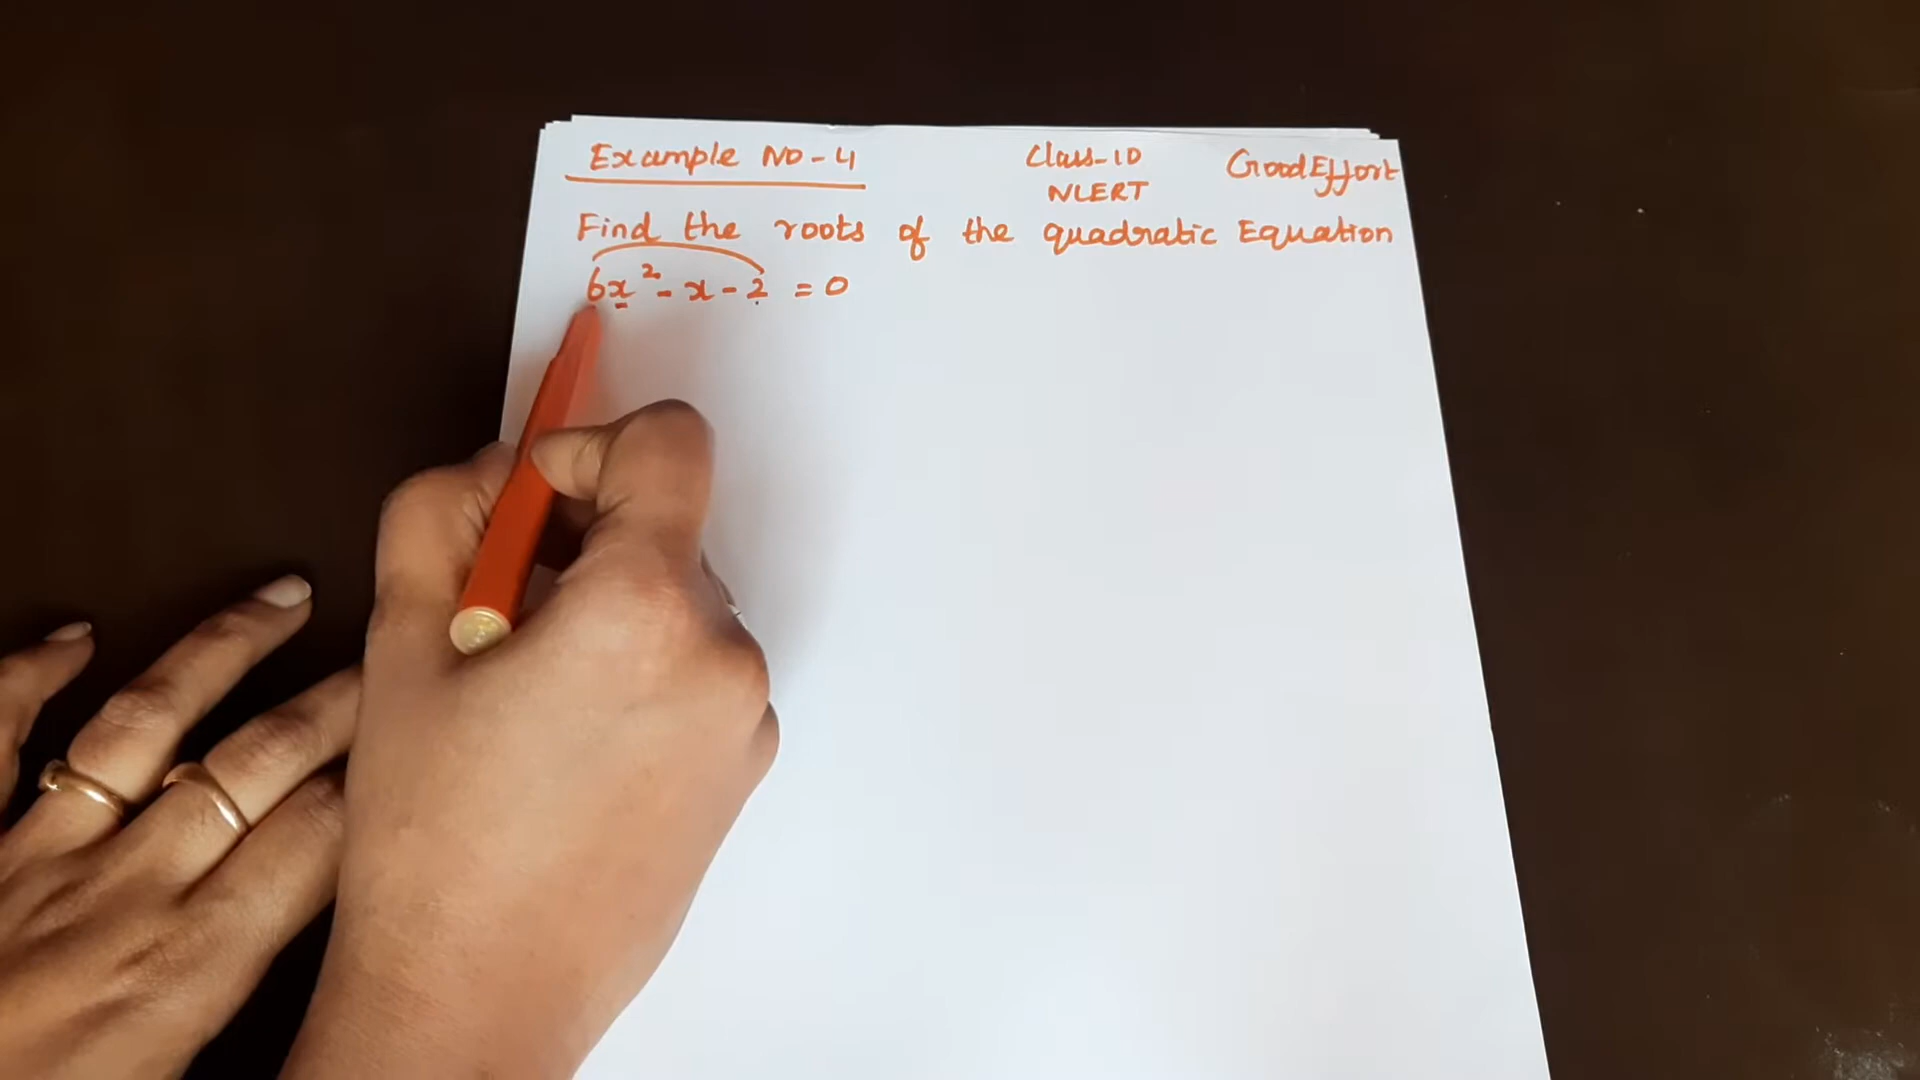 Example No-4
Class-10
NCERT
GoodEffort
Find the roots of the quadratic Equation
6x² - x - 2 = 0